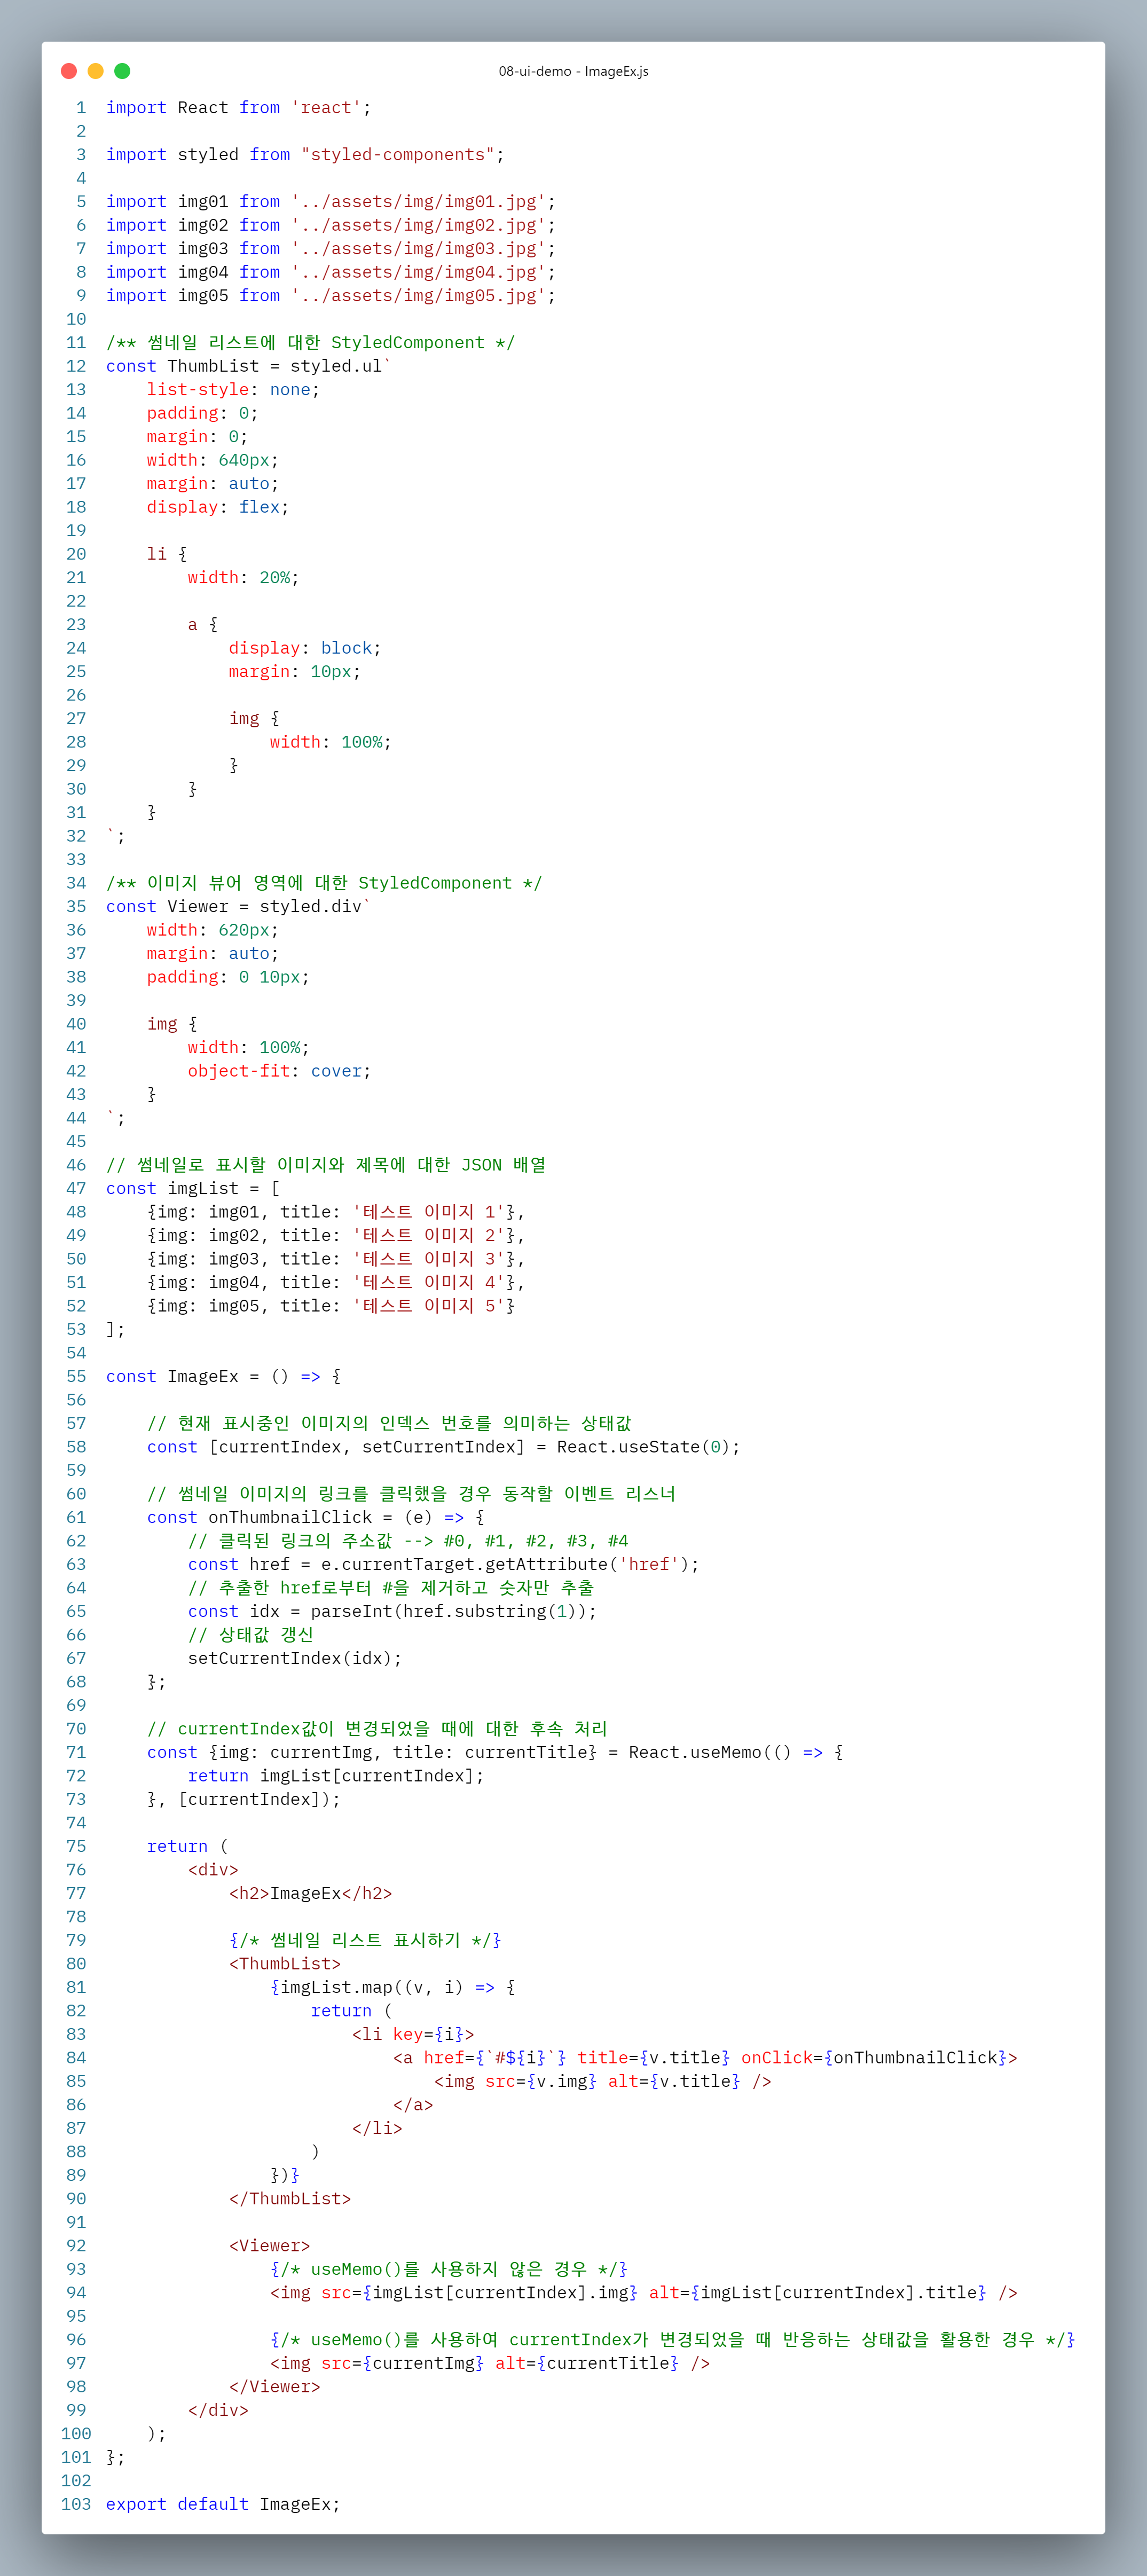 08-ui-demo - ImageEx.js
1 import React from 'react';
2
3 import styled from "styled-components";
4
5 import img01 from '../assets/img/img01.jpg';
6 import img02 from '../assets/img/img02.jpg';
7 import img03 from '../assets/img/img03.jpg';
8 import img04 from '../assets/img/img04.jpg';
9 import img05 from '../assets/img/img05.jpg';
10
11 /** 썸네일 리스트에 대한 StyledComponent */
12 const ThumbList = styled.ul`
13     list-style: none;
14     padding: 0;
15     margin: 0;
16     width: 640px;
17     margin: auto;
18     display: flex;
19
20     li {
21         width: 20%;
22
23         a {
24             display: block;
25             margin: 10px;
26
27             img {
28                 width: 100%;
29             }
30         }
31     }
32 `;
33
34 /** 이미지 뷰어 영역에 대한 StyledComponent */
35 const Viewer = styled.div`
36     width: 620px;
37     margin: auto;
38     padding: 0 10px;
39
40     img {
41         width: 100%;
42         object-fit: cover;
43     }
44 `;
45
46 // 썸네일로 표시할 이미지와 제목에 대한 JSON 배열
47 const imgList = [
48     {img: img01, title: '테스트 이미지 1'},
49     {img: img02, title: '테스트 이미지 2'},
50     {img: img03, title: '테스트 이미지 3'},
51     {img: img04, title: '테스트 이미지 4'},
52     {img: img05, title: '테스트 이미지 5'}
53 ];
54
55 const ImageEx = () => {
56
57     // 현재 표시중인 이미지의 인덱스 번호를 의미하는 상태값
58     const [currentIndex, setCurrentIndex] = React.useState(0);
59
60     // 썸네일 이미지의 링크를 클릭했을 경우 동작할 이벤트 리스너
61     const onThumbnailClick = (e) => {
62         // 클릭된 링크의 주소값 --> #0, #1, #2, #3, #4
63         const href = e.currentTarget.getAttribute('href');
64         // 추출한 href로부터 #을 제거하고 숫자만 추출
65         const idx = parseInt(href.substring(1));
66         // 상태값 갱신
67         setCurrentIndex(idx);
68     };
69
70     // currentIndex값이 변경되었을 때에 대한 후속 처리
71     const {img: currentImg, title: currentTitle} = React.useMemo(() => {
72         return imgList[currentIndex];
73     }, [currentIndex]);
74
75     return (
76         <div>
77             <h2>ImageEx</h2>
78
79             {/* 썸네일 리스트 표시하기 */}
80             <ThumbList>
81                 {imgList.map((v, i) => {
82                     return (
83                         <li key={i}>
84                             <a href={`#${i}`} title={v.title} onClick={onThumbnailClick}>
85                                 <img src={v.img} alt={v.title} />
86                             </a>
87                         </li>
88                     )
89                 })}
90             </ThumbList>
91
92             <Viewer>
93                 {/* useMemo()를 사용하지 않은 경우 */}
94                 <img src={imgList[currentIndex].img} alt={imgList[currentIndex].title} />
95
96                 {/* useMemo()를 사용하여 currentIndex가 변경되었을 때 반응하는 상태값을 활용한 경우 */}
97                 <img src={currentImg} alt={currentTitle} />
98             </Viewer>
99         </div>
100     );
101 };
102
103 export default ImageEx;